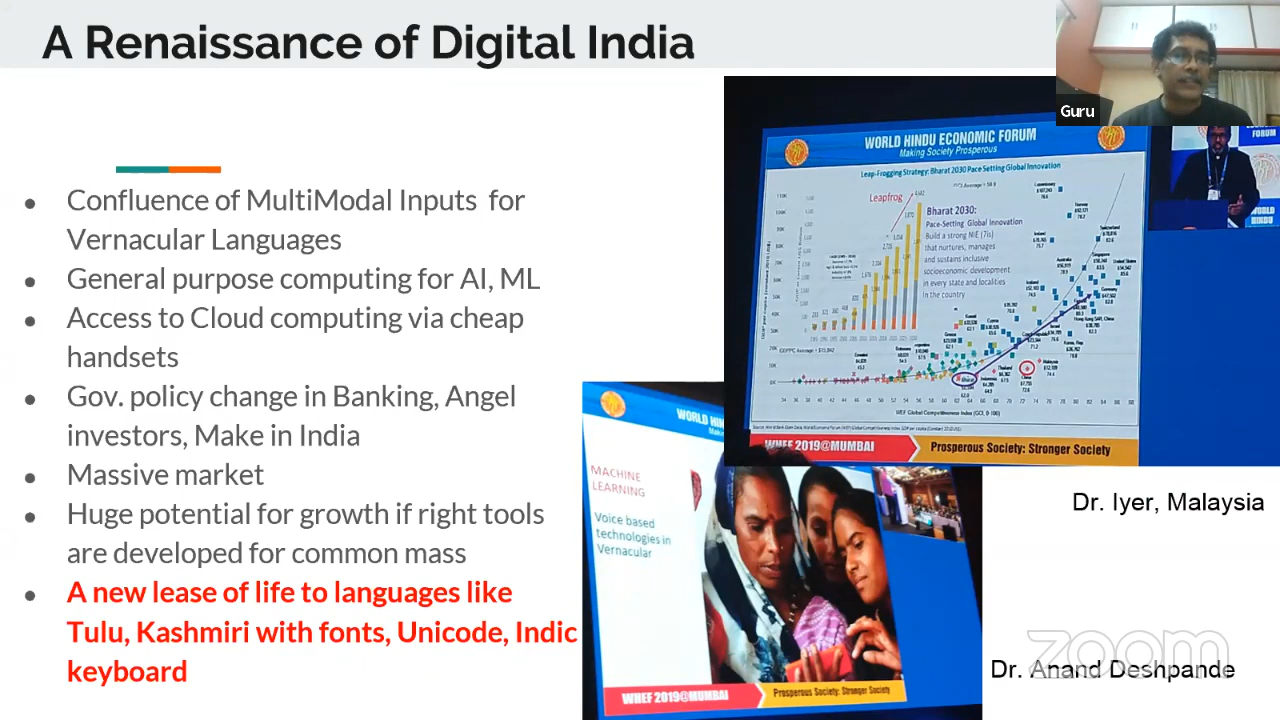 A Renaissance of Digital India
Guru
Confluence of MultiModal Inputs for
Vernacular Languages
General purpose computing for AI, ML
Access to Cloud computing via cheap
handsets
Gov. policy change in Banking, Angel
investors, Make in India
Massive market
Huge potential for growth if right tools
are developed for common mass
A new lease of life to languages like
Tulu, Kashmiri with fonts, Unicode, Indic
keyboard
WORLD HINDU ECONOMIC FORUM
Making Society Prosperous
Leap-Frogging Strategy: Bharat 2030 Pace-Setting Global Innovation
Leapfrog
Bharat 2030:
Pace-Setting Global Innovation
Build a strong NIE (7is)
that nurtures, manages
and sustains inclusive
socioeconomic development
in every state and localities
in the country
WEF Global Competitiveness Index (GCI, 0-100)
WHEF 2019@MUMBAI
Prosperous Society: Stronger Society
Dr. Iyer, Malaysia
WORLD
MACHINE
LEARNING
Voice based
technologies in
Vernacular
WHEF 2019@MUMBAI
Prosperous Society: Stronger Society
zoom
Dr. Anand Deshpande